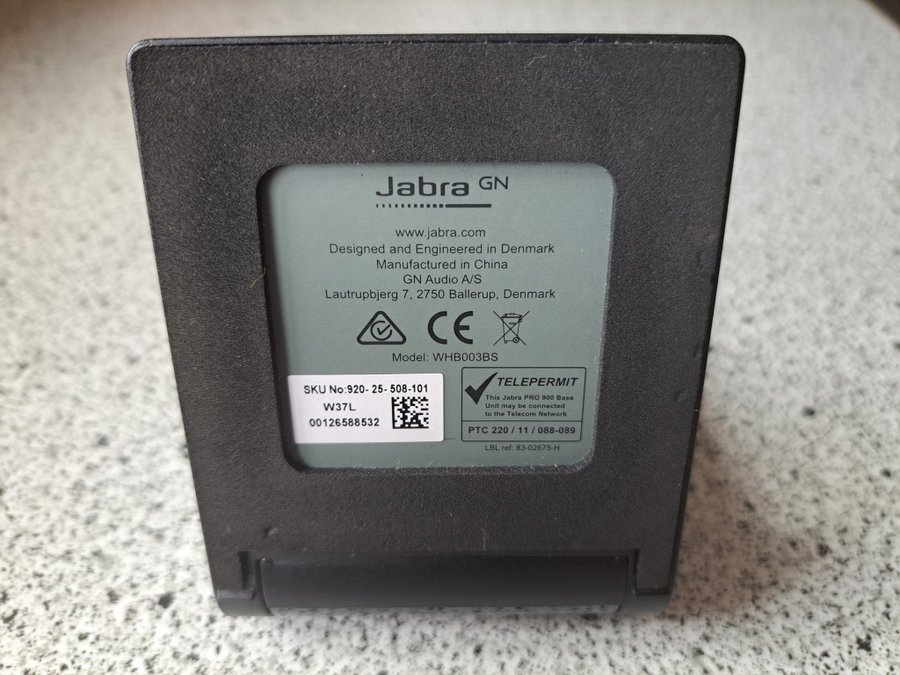 Jabra GN
www.jabra.com
Designed and Engineered in Denmark
Manufactured in China
GN Audio A/S
Lautrupbjerg 7, 2750 Ballerup, Denmark
CE
Model: WHB003BS
SKU No:920- 25- 508-101
W37L
00126588532
TELEPERMIT
This Jabra PRO 900 Base
Unit may be connected
to the Telecom Network
PTC 220 / 11 / 088-089
LBL ref: 83-02675-H